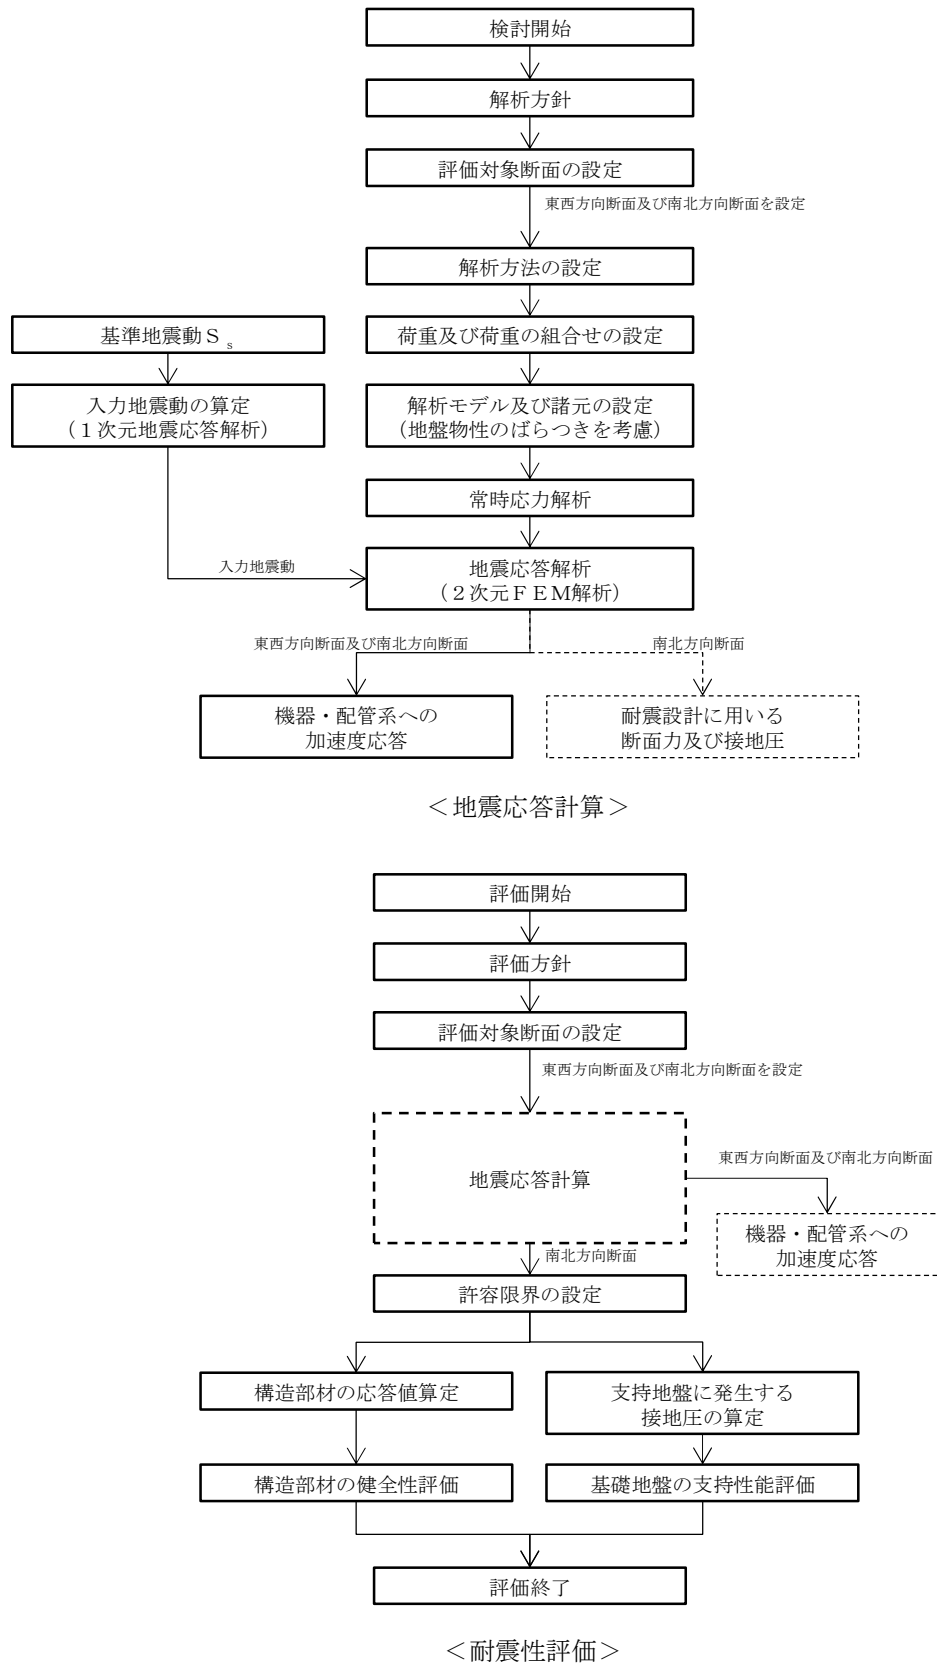 検討開始
解析方針
評価対象断面の設定
東西方向断面及び南北方向断面を設定
解析方法の設定
基準地震動Ｓs
荷重及び荷重の組合せの設定
入力地震動の算定
（１次元地震応答解析）
解析モデル及び諸元の設定
（地盤物性のばらつきを考慮）
常時応力解析
入力地震動
地震応答解析
（２次元ＦＥＭ解析）
東西方向断面及び南北方向断面
南北方向断面
機器・配管系への
加速度応答
耐震設計に用いる
断面力及び接地圧
＜地震応答計算＞
評価開始
評価方針
評価対象断面の設定
東西方向断面及び南北方向断面を設定
地震応答計算
東西方向断面及び南北方向断面
機器・配管系への
加速度応答
南北方向断面
許容限界の設定
構造部材の応答値算定
支持地盤に発生する
接地圧の算定
構造部材の健全性評価
基礎地盤の支持性能評価
評価終了
＜耐震性評価＞